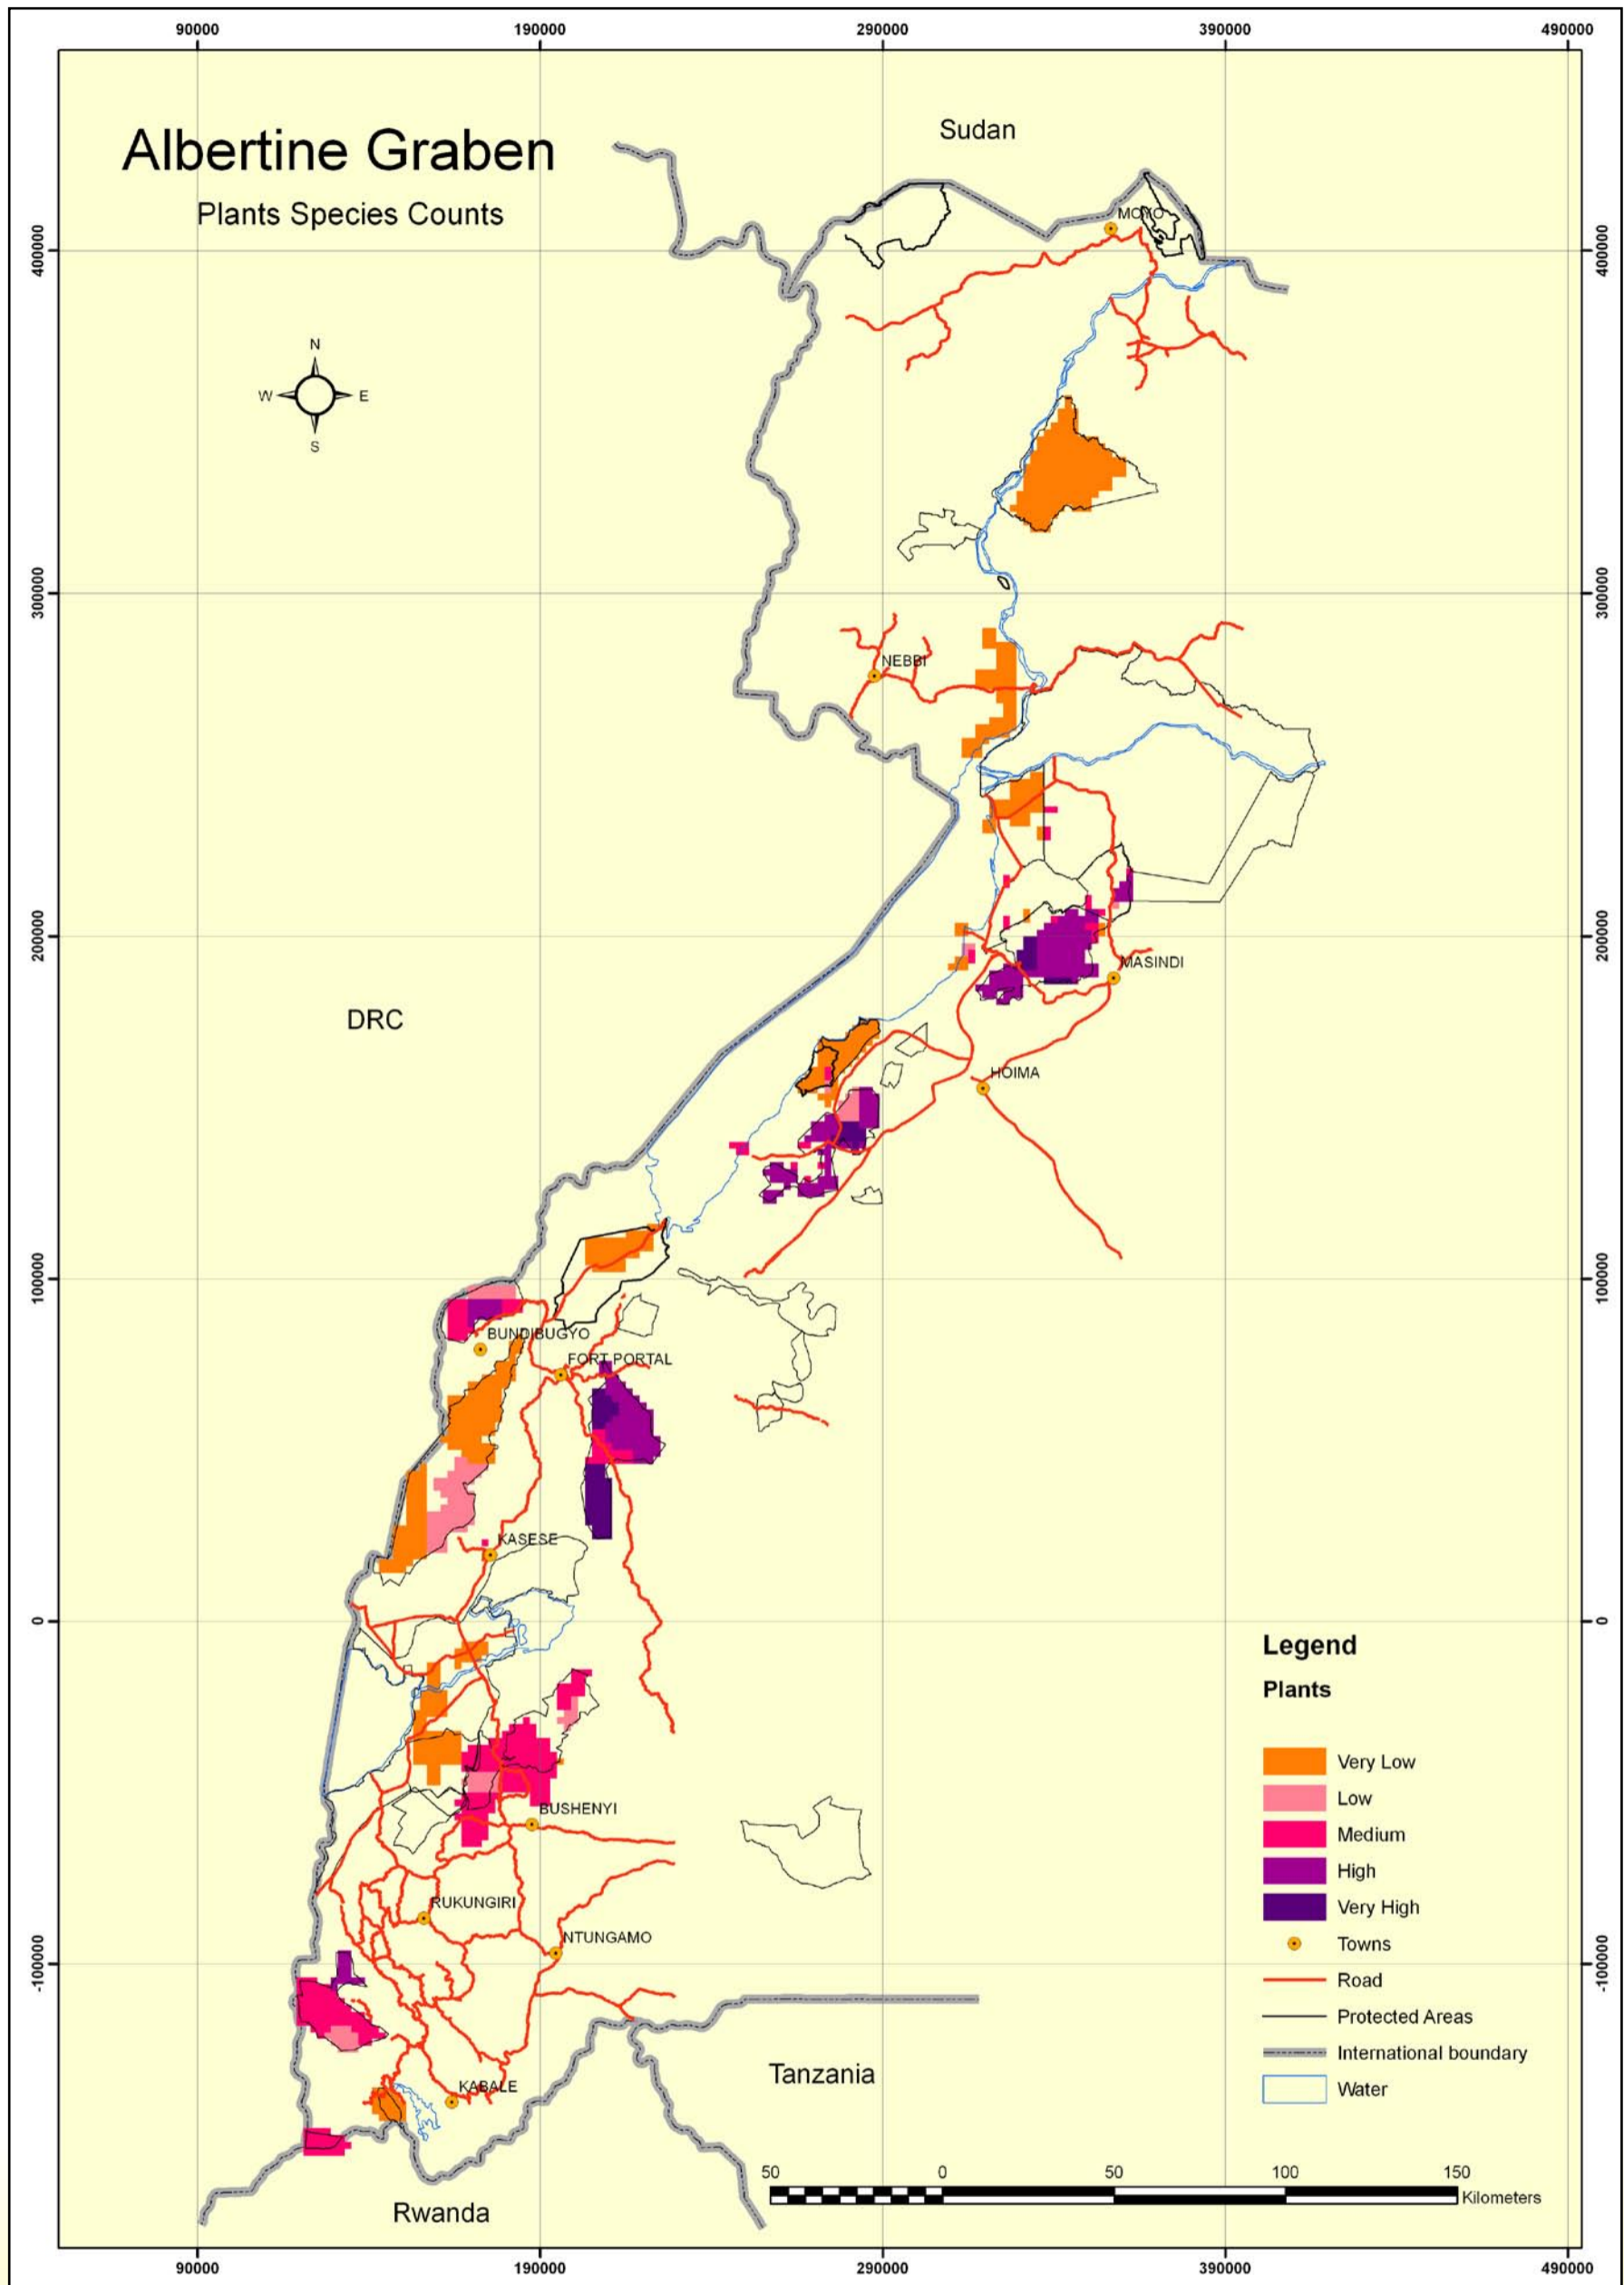 90000 190000 290000 390000 490000
Albertine Graben
Plants Species Counts
Sudan
MOYO
400000 400000
N
W E
S
300000 300000
NEBBI
200000 200000
MASINDI
DRC
HOIMA
100000 100000
BUNDIBUGYO
FORT PORTAL
KASESE
0 0
Legend
Plants
Very Low
Low
Medium
High
Very High
Towns
Road
Protected Areas
International boundary
Water
BUSHENYI
RUKUNGIRI
NTUNGAMO
-100000 -100000
Tanzania
KABALE
50 0 50 100 150
Kilometers
Rwanda
90000 190000 290000 390000 490000